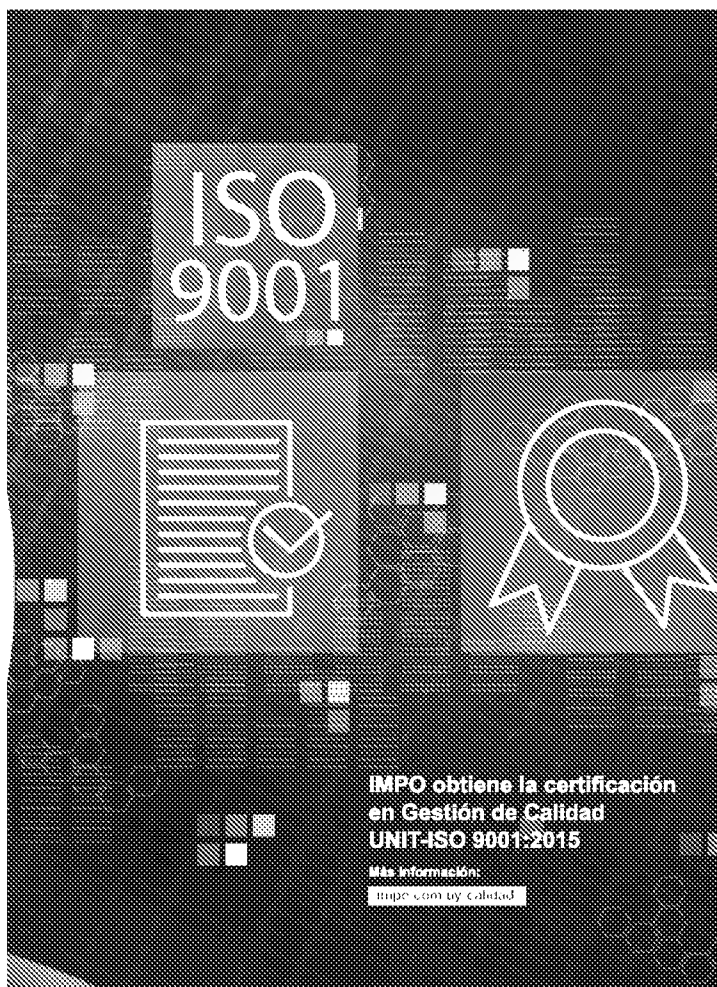 ISO
9001
IMPO obtiene la certificación
en Gestión de Calidad
UNIT-ISO 9001:2015
Más información:
impo.com.uy calidad